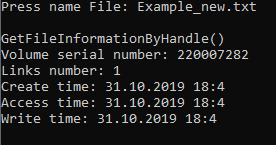 Press name File: Example_new.txt
GetFileInformationByHandle()
Volume serial number: 220007282
Links number: 1
Create time: 31.10.2019 18:4
Access time: 31.10.2019 18:4
Write time: 31.10.2019 18:4